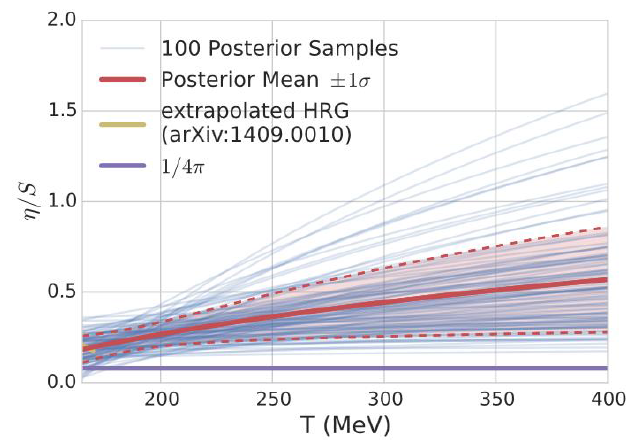 2.0
1.5
1.0
0.5
0.0
η/S
100 Posterior Samples
Posterior Mean ±1σ
extrapolated HRG
(arXiv:1409.0010)
1/4π
200 250 300 350 400
T (MeV)